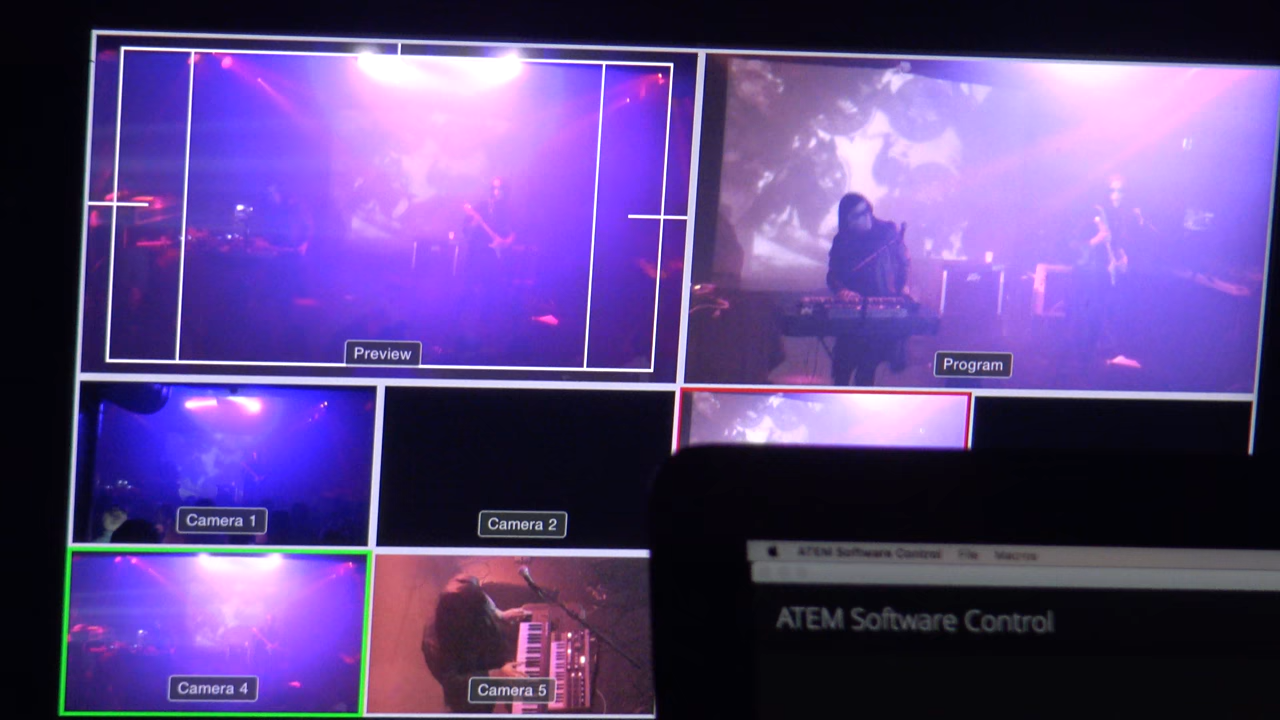 Preview
Program
Camera 1
Camera 2
Camera 4
Camera 5
ATEM Software Control File Macros
ATEM Software Control